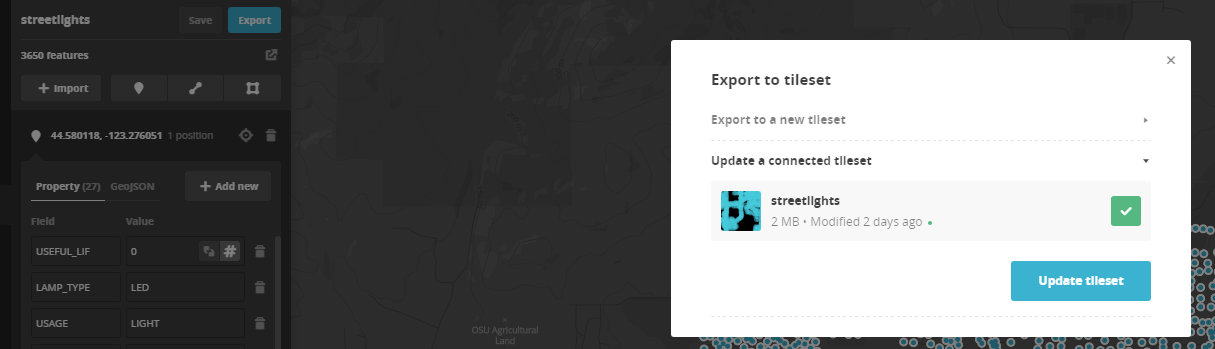 streetlights
Save
Export
3650 features
Import
44.580118, -123.276051 1 position
Property (27)
GeoJSON
Add new
Field
Value
USEFUL_LIF
0
LAMP_TYPE
LED
USAGE
LIGHT
OSU Agricultural
Land
Export to tileset
Export to a new tileset
Update a connected tileset
streetlights
2 MB • Modified 2 days ago
Update tileset